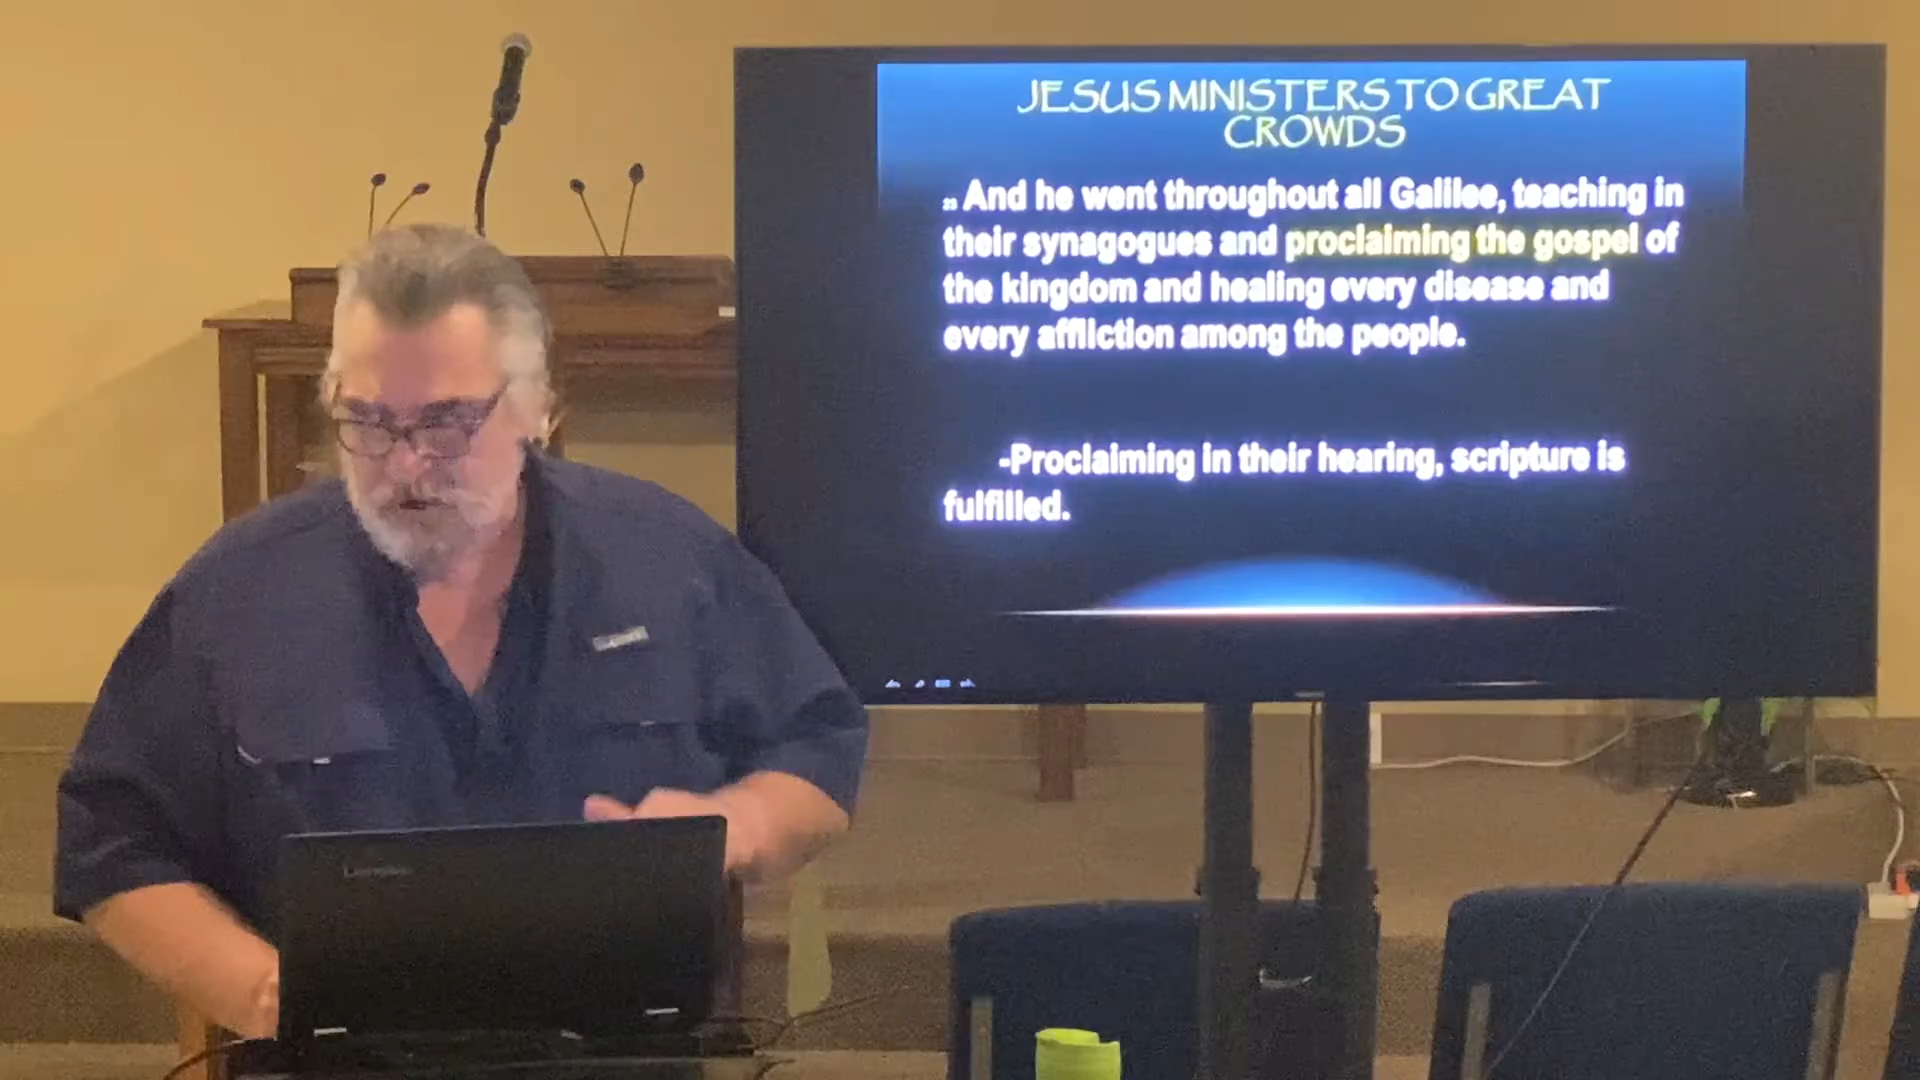 JESUS MINISTERS TO GREAT
CROWDS
23 And he went throughout all Galilee, teaching in
their synagogues and proclaiming the gospel of
the kingdom and healing every disease and
every affliction among the people.
-Proclaiming in their hearing, scripture is
fulfilled.
Lenovo